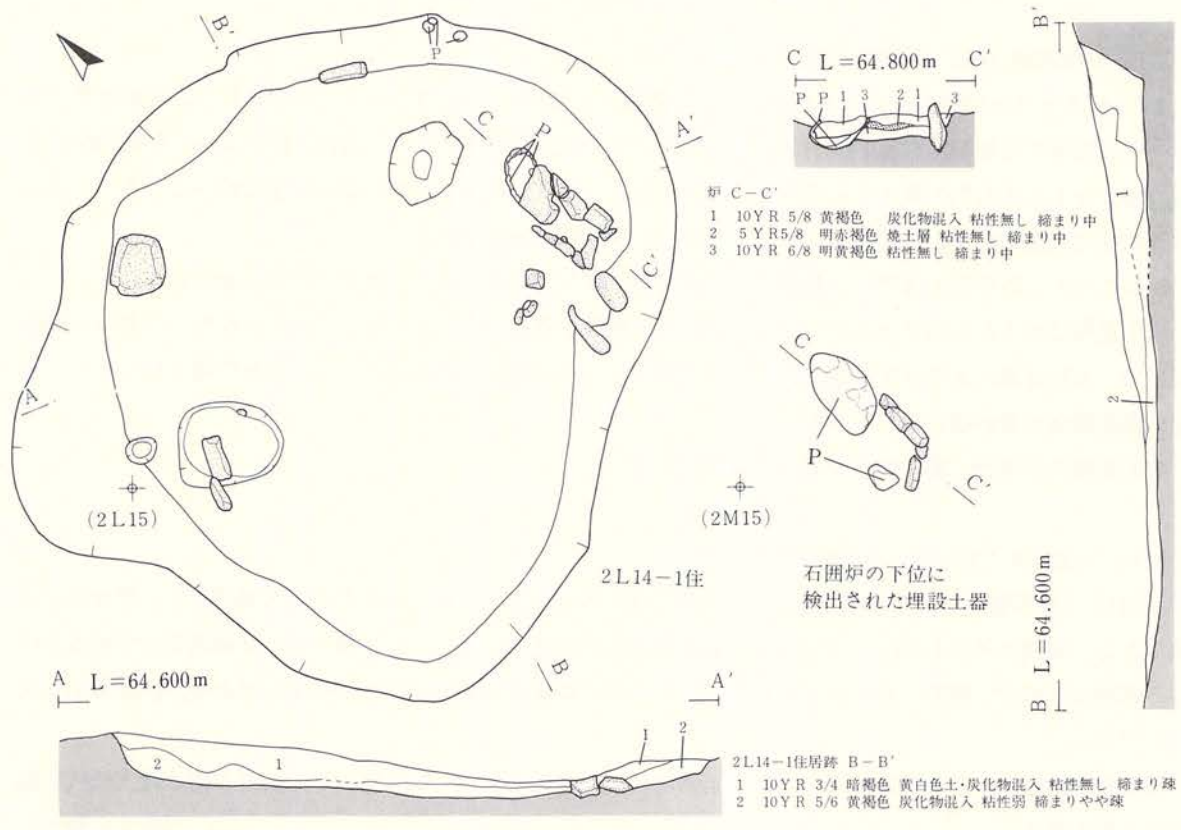 B'
P
C
P
A'
C'
A
(2L15)
(2M15)
2L14-1住
B
C L=64.800m C'
P P 1 3 2 1 3
炉 C-C'
1 10YR 5/8 黄褐色 炭化物混入 粘性無し 締まり中
2 5YR5/8 明赤褐色 焼土層 粘性無し 締まり中
3 10YR 6/8 明黄褐色 粘性無し 締まり中
C
P
C'
石囲炉の下位に
検出された埋設土器
B'
1
2
B L=64.600m
A L=64.600m A'
2 1 1 2
2L14-1住居跡 B-B'
1 10YR 3/4 暗褐色 黄白色土・炭化物混入 粘性無し 締まり疎
2 10YR 5/6 黄褐色 炭化物混入 粘性弱 締まりやや疎